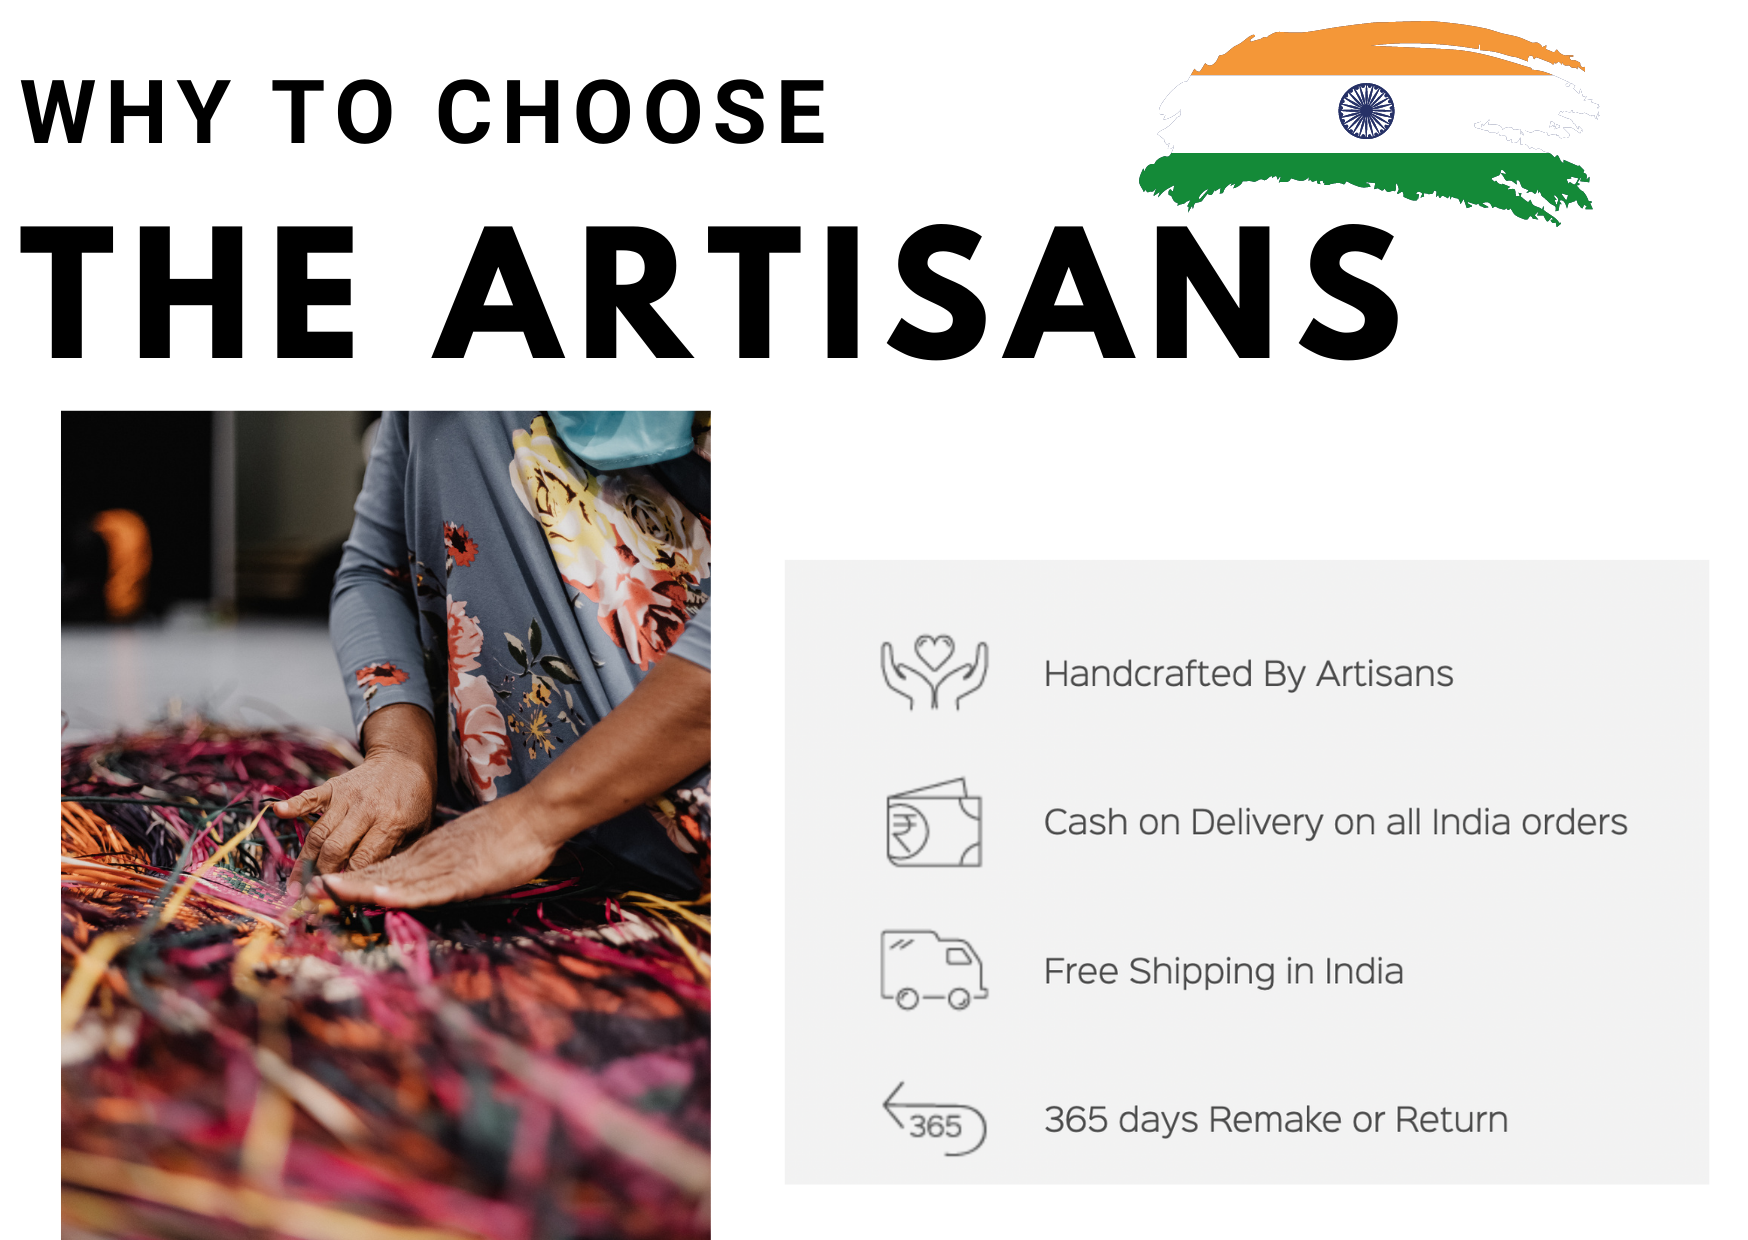 WHY TO CHOOSE
THE ARTISANS
Handcrafted By Artisans
₹
Cash on Delivery on all India orders
Free Shipping in India
365
365 days Remake or Return